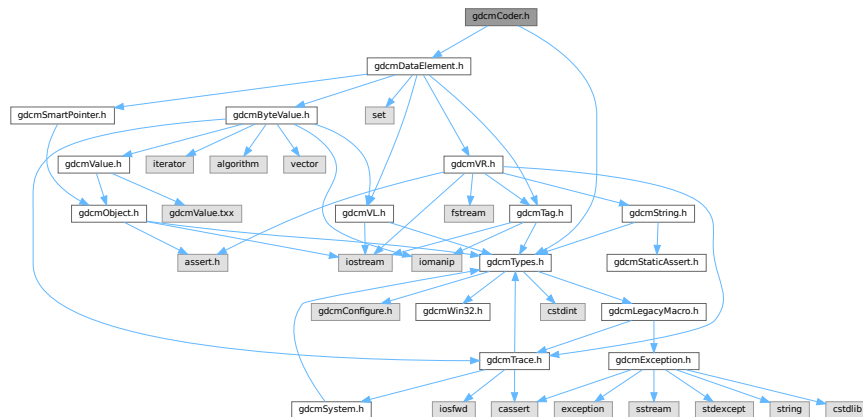 gdcmCoder.h
gdcmDataElement.h
gdcmSmartPointer.h
gdcmByteValue.h
set
gdcmValue.h
iterator
algorithm
vector
gdcmVR.h
gdcmObject.h
gdcmValue.txx
gdcmVL.h
fstream
gdcmTag.h
gdcmString.h
assert.h
iostream
iomanip
gdcmTypes.h
gdcmStaticAssert.h
gdcmConfigure.h
gdcmWin32.h
cstdint
gdcmLegacyMacro.h
gdcmTrace.h
gdcmException.h
gdcmSystem.h
iosfwd
cassert
exception
sstream
stdexcept
string
cstdlib